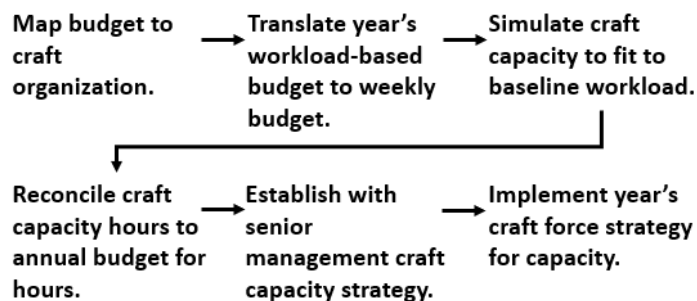 Map budget to
craft
organization.
Translate year's
workload-based
budget to weekly
budget.
Simulate craft
capacity to fit to
baseline workload.
Reconcile craft
capacity hours to
annual budget for
hours.
Establish with
senior
management craft
capacity strategy.
Implement year's
craft force strategy
for capacity.